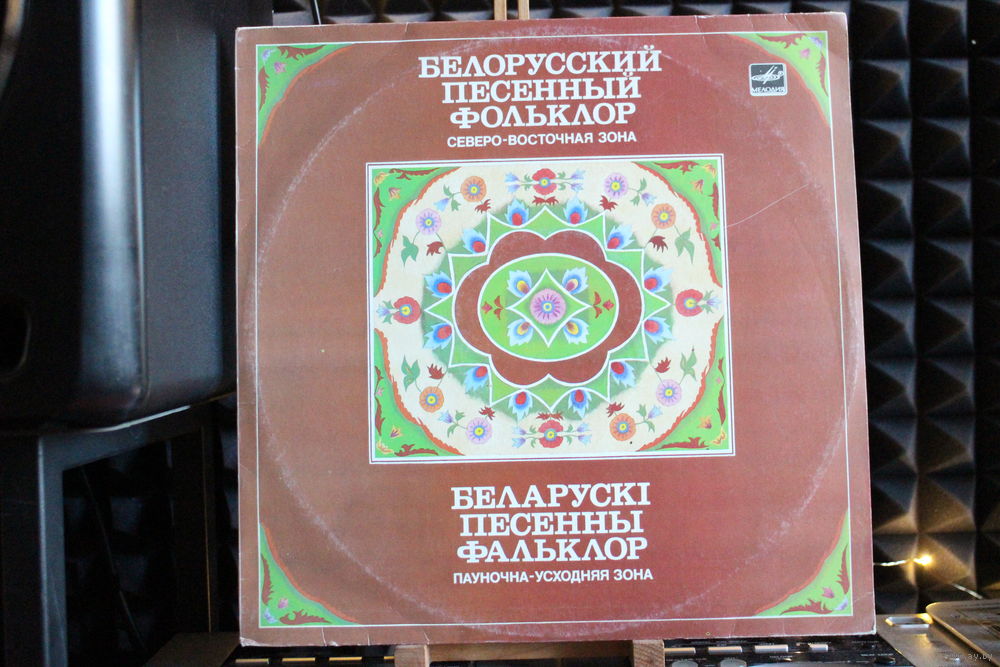 БЕЛОРУССКИЙ
ПЕСЕННЫЙ
ФОЛЬКЛОР
СЕВЕРО-ВОСТОЧНАЯ ЗОНА
МЕЛОДИЯ
БЕЛАРУСКІ
ПЕСЕННЫ
ФАЛЬКЛОР
ПАУНОЧНА-УСХОДНЯЯ ЗОНА